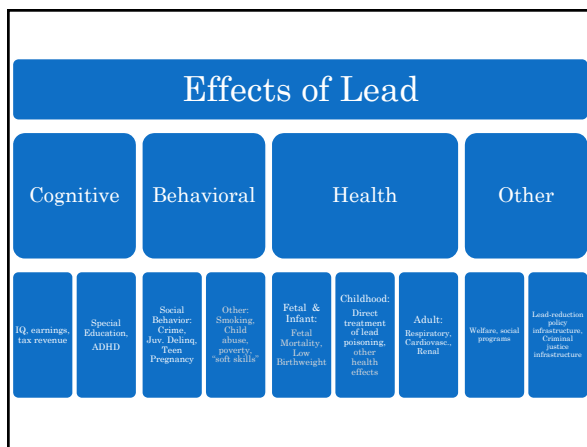 Effects of Lead
Cognitive
Behavioral
Health
Other
IQ, earnings,
tax revenue
Special
Education,
ADHD
Social
Behavior:
Crime,
Juv. Delinq,
Teen
Pregnancy
Other:
Smoking,
Child
abuse,
poverty,
"soft skills"
Fetal &
Infant:
Fetal
Mortality,
Low
Birthweight
Childhood:
Direct
treatment
of lead
poisoning,
other
health
effects
Adult:
Respiratory,
Cardiovasc.,
Renal
Welfare, social
programs
Lead-reduction
policy
infrastructure,
Criminal
justice
infrastructure